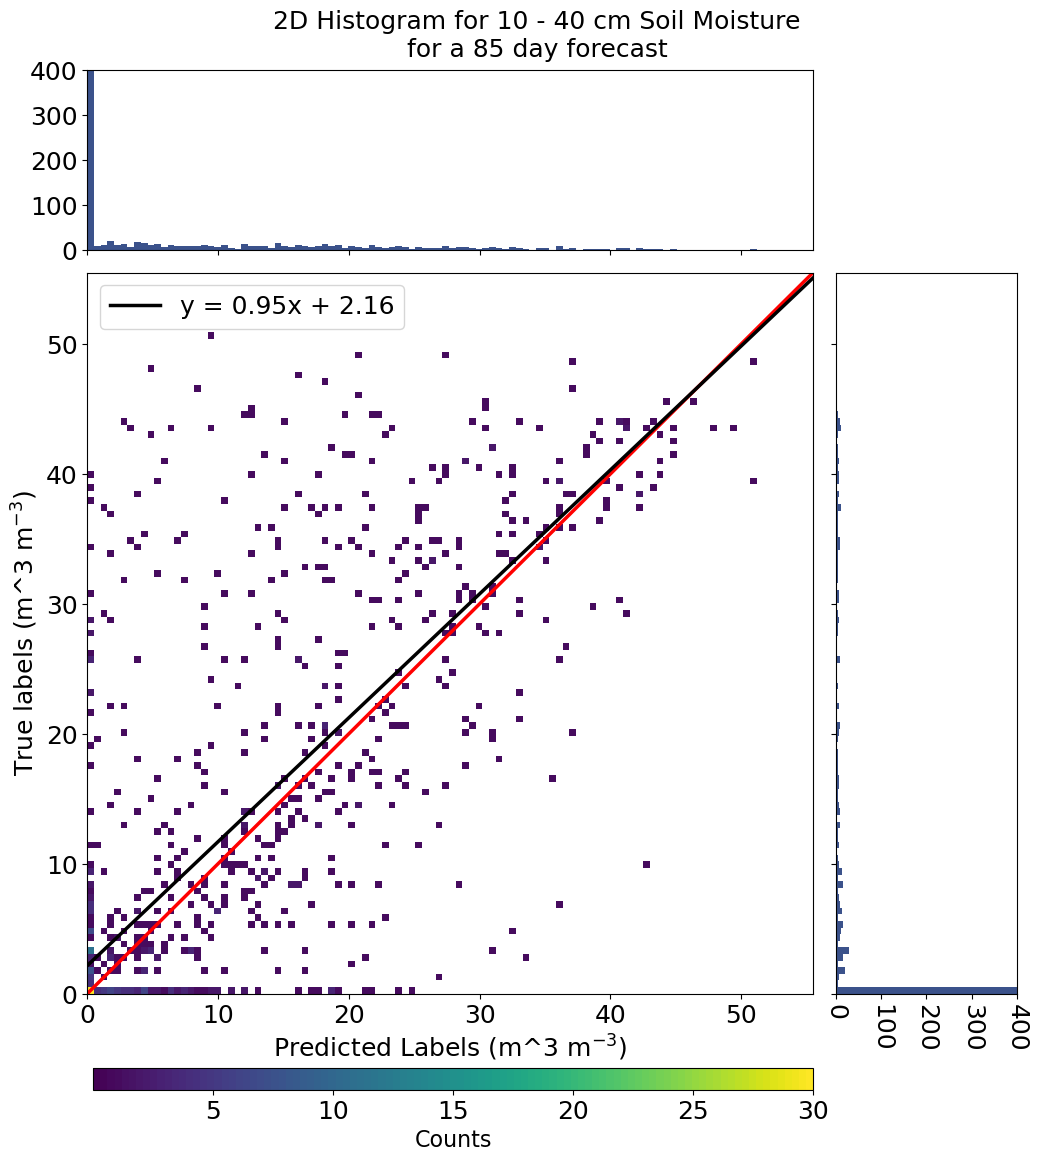 2D Histogram for 10 - 40 cm Soil Moisture
for a 85 day forecast
400
300
200
100
0
y = 0.95x + 2.16
50
40
30
20
10
0
True labels (m^3 m⁻³)
0 10 20 30 40 50
Predicted Labels (m^3 m⁻³)
0 100 200 300 400
5 10 15 20 25 30
Counts